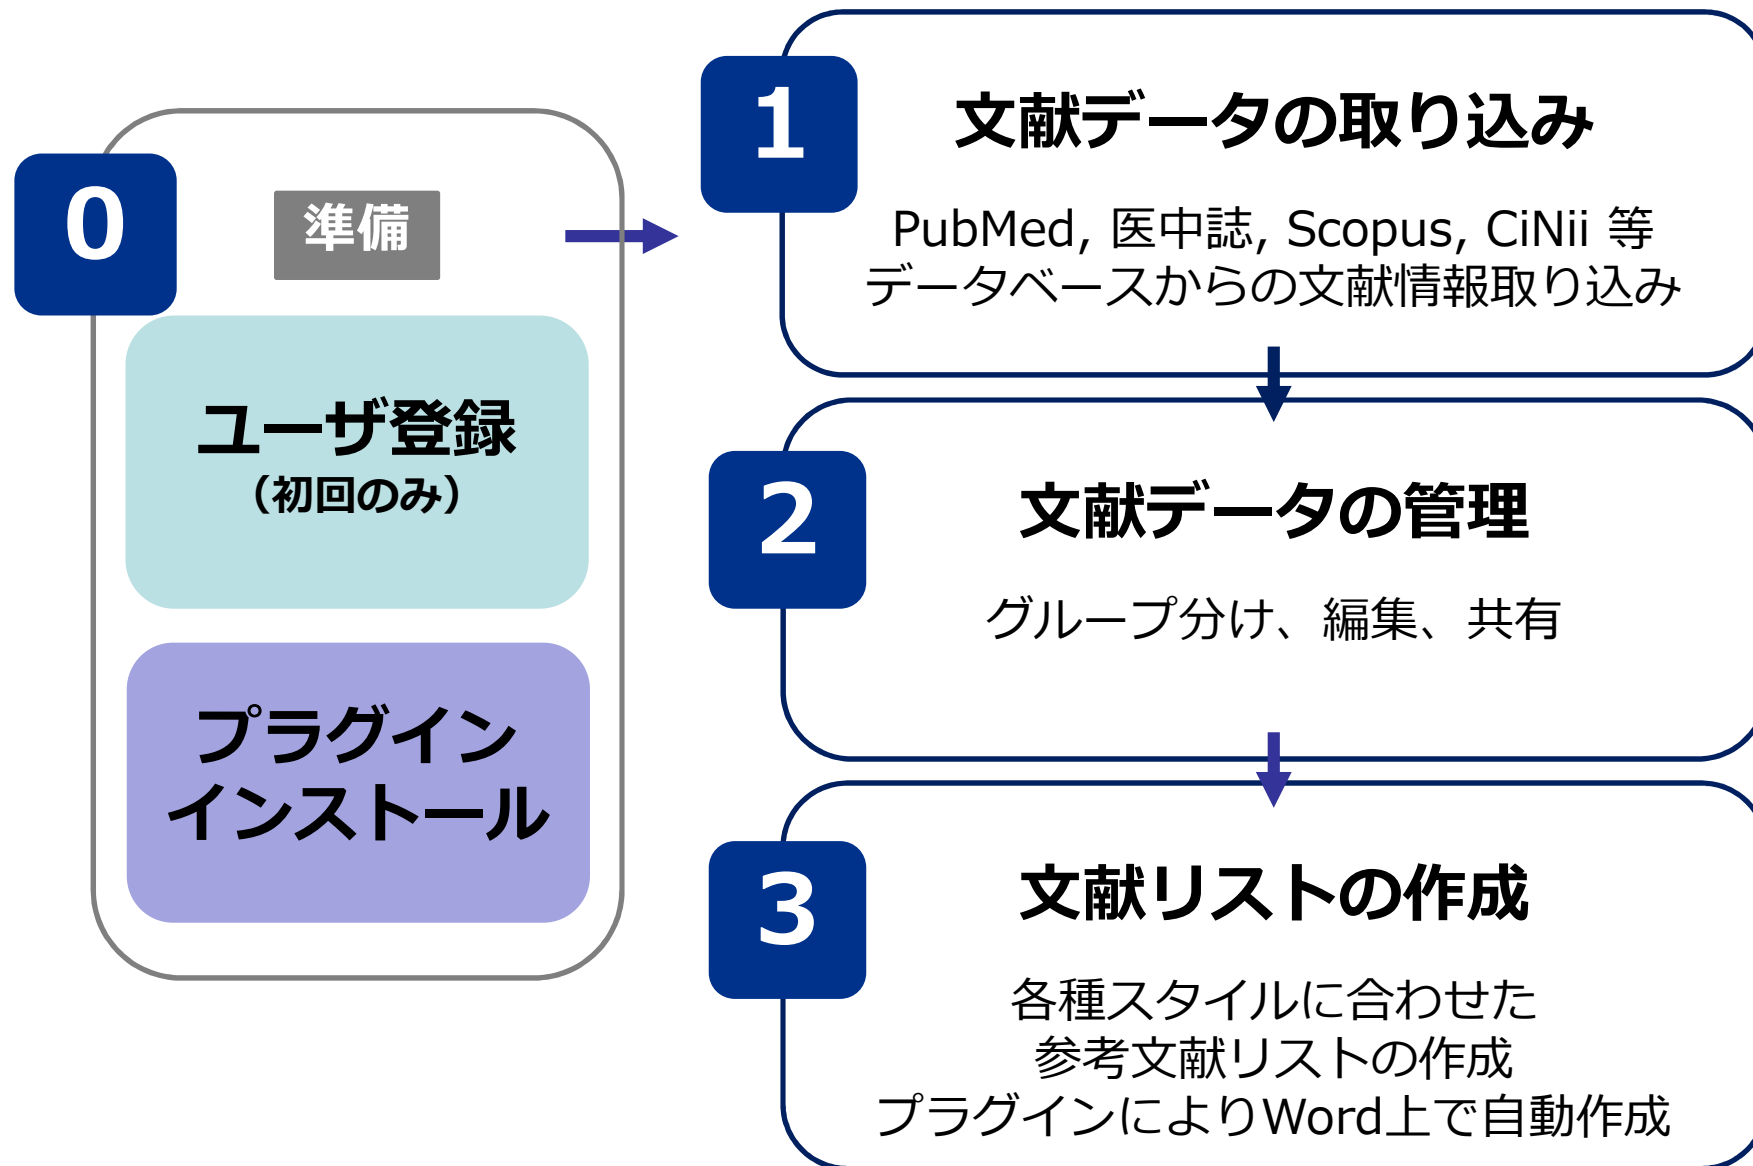 0
準備
ユーザ登録
（初回のみ）
プラグイン
インストール
1
文献データの取り込み
PubMed, 医中誌, Scopus, CiNii 等
データベースからの文献情報取り込み
2
文献データの管理
グループ分け、編集、共有
3
文献リストの作成
各種スタイルに合わせた
参考文献リストの作成
プラグインによりWord上で自動作成